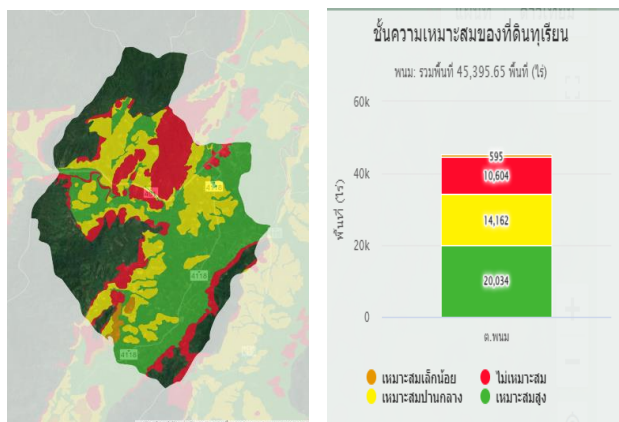 ชั้นความเหมาะสมของที่ดินทุเรียน
พนม: รวมพื้นที่ 45,395.65 พื้นที่ (ไร่)
60k
40k
20k
0
พื้นที่ (ไร่)
595
10,604
14,162
20,034
ต.พนม
เหมาะสมเล็กน้อย
ไม่เหมาะสม
เหมาะสมปานกลาง
เหมาะสมสูง
401
4118
4118